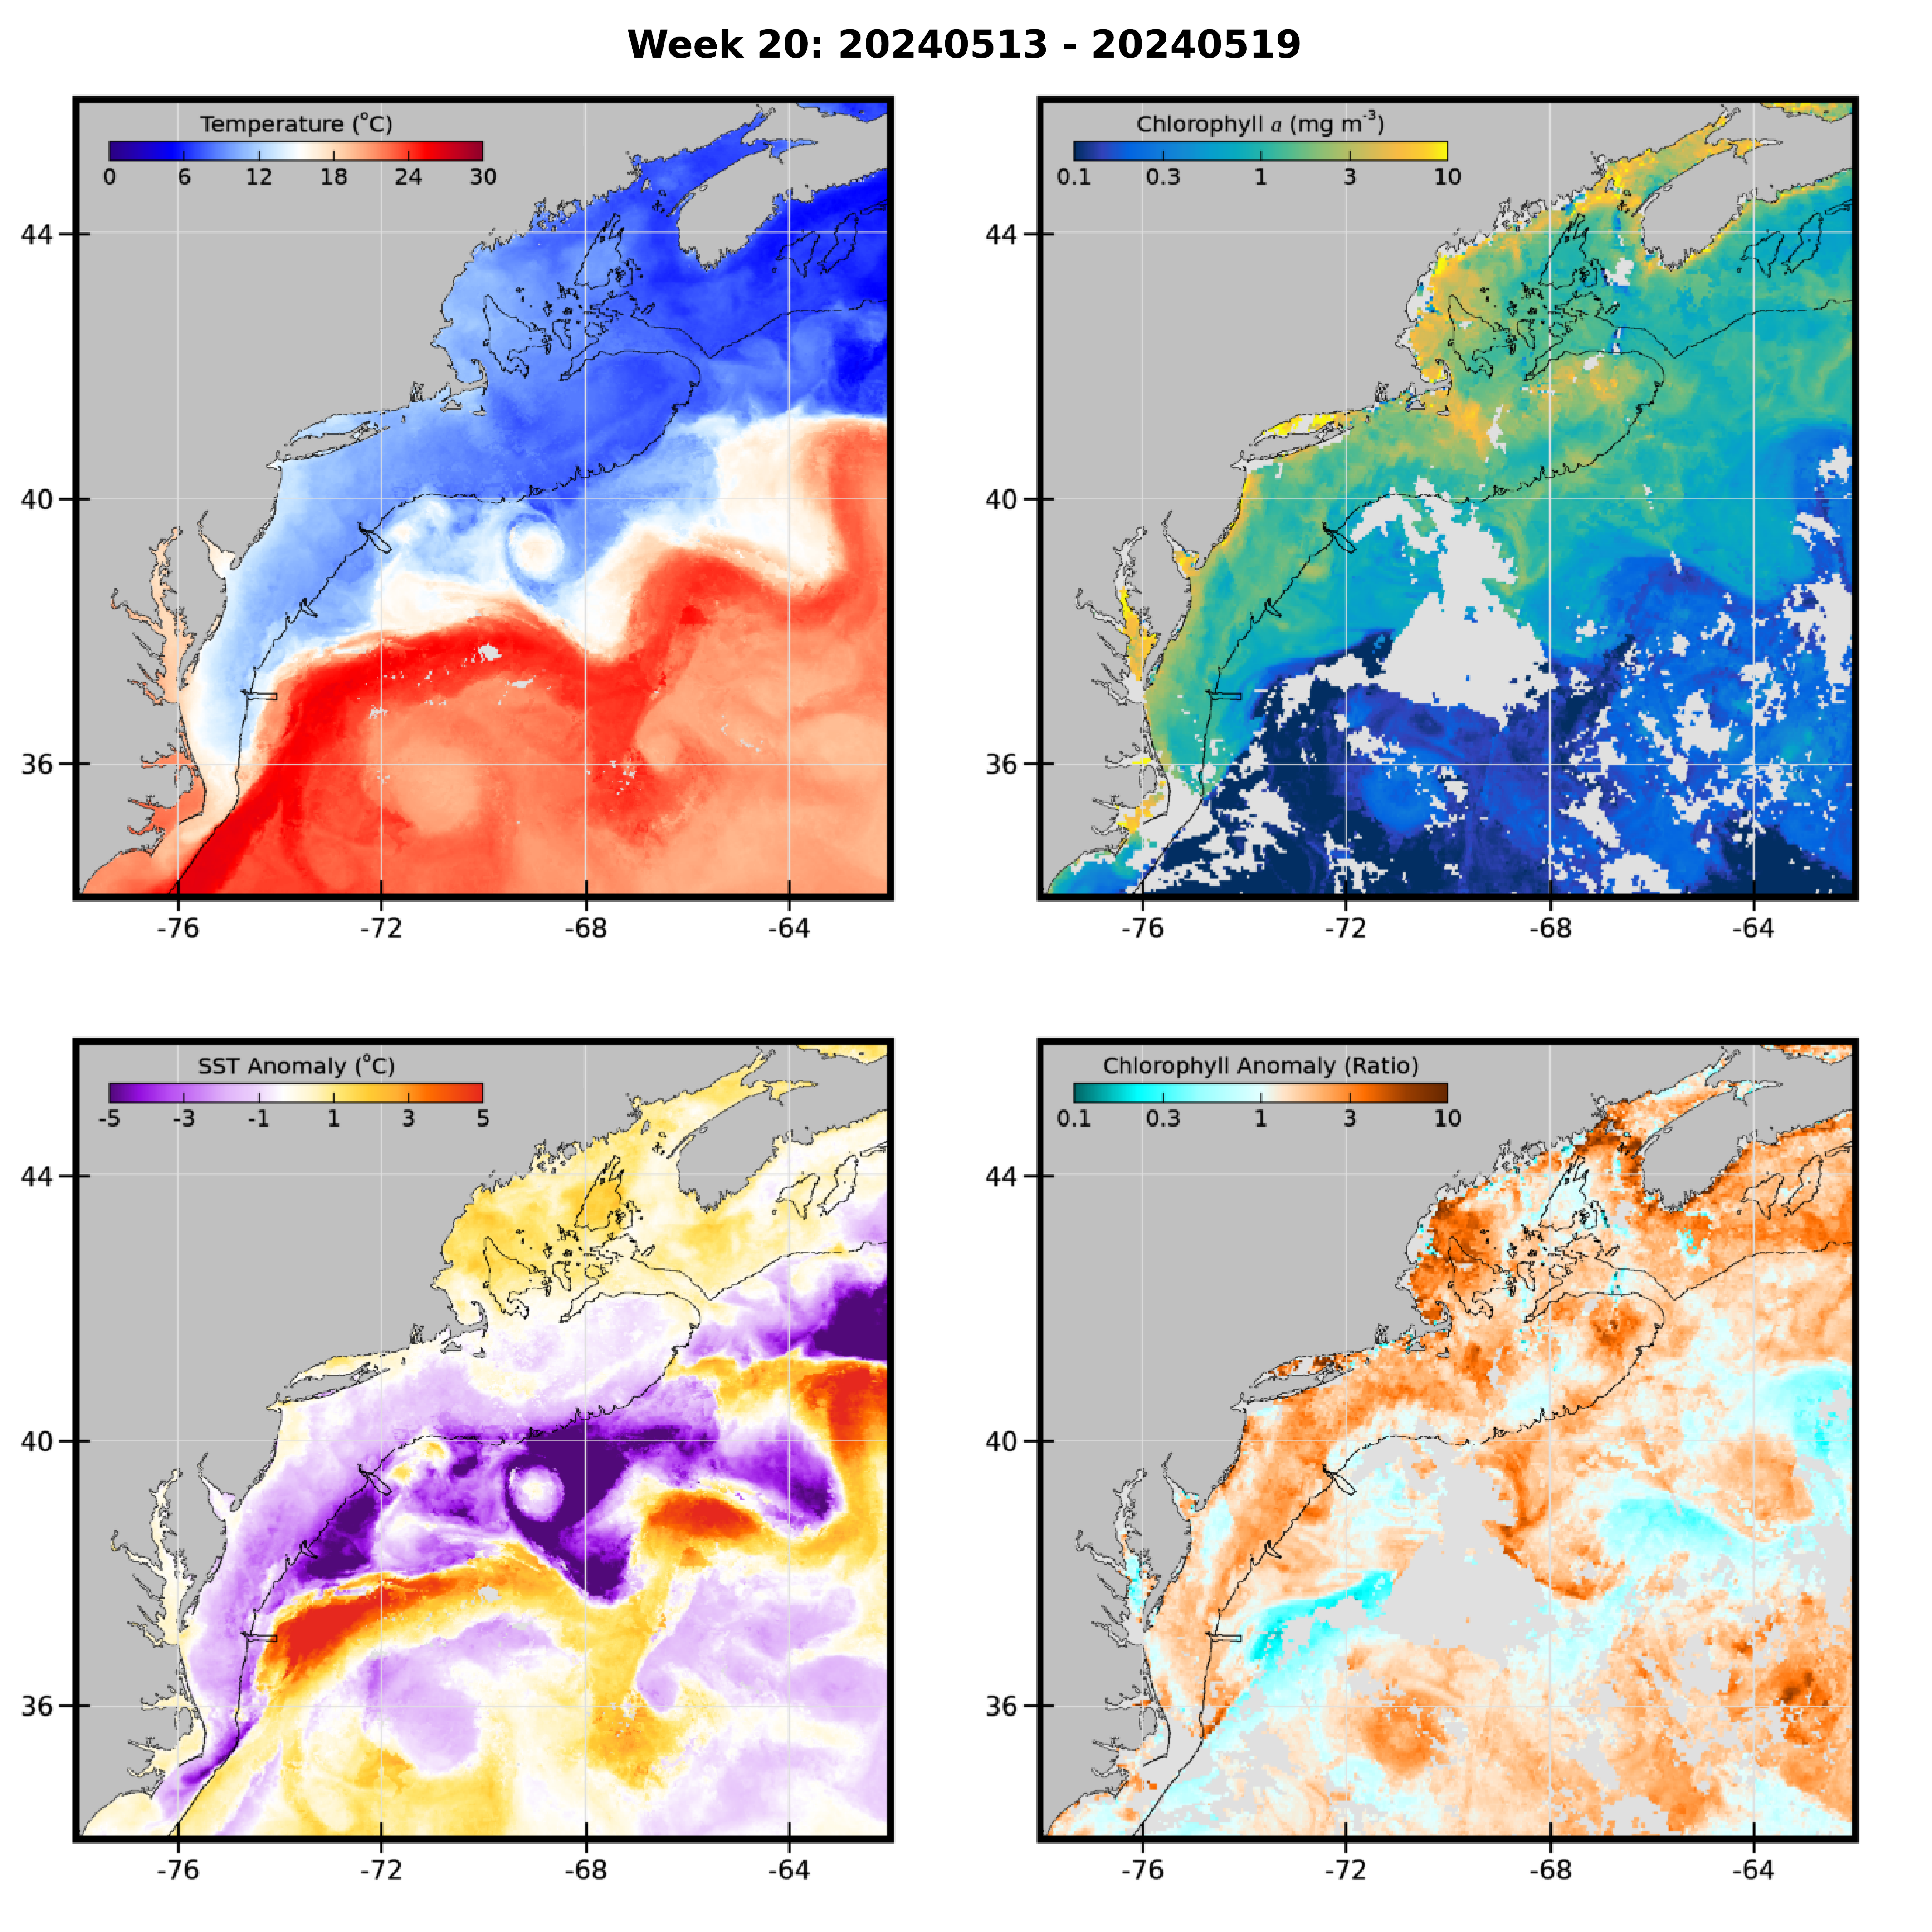 Week 20: 20240513 - 20240519
Temperature (°C)
0 6 12 18 24 30
44
40
36
-76 -72 -68 -64
Chlorophyll a (mg m⁻³)
0.1 0.3 1 3 10
44
40
36
-76 -72 -68 -64
SST Anomaly (°C)
-5 -3 -1 1 3 5
44
40
36
-76 -72 -68 -64
Chlorophyll Anomaly (Ratio)
0.1 0.3 1 3 10
44
40
36
-76 -72 -68 -64